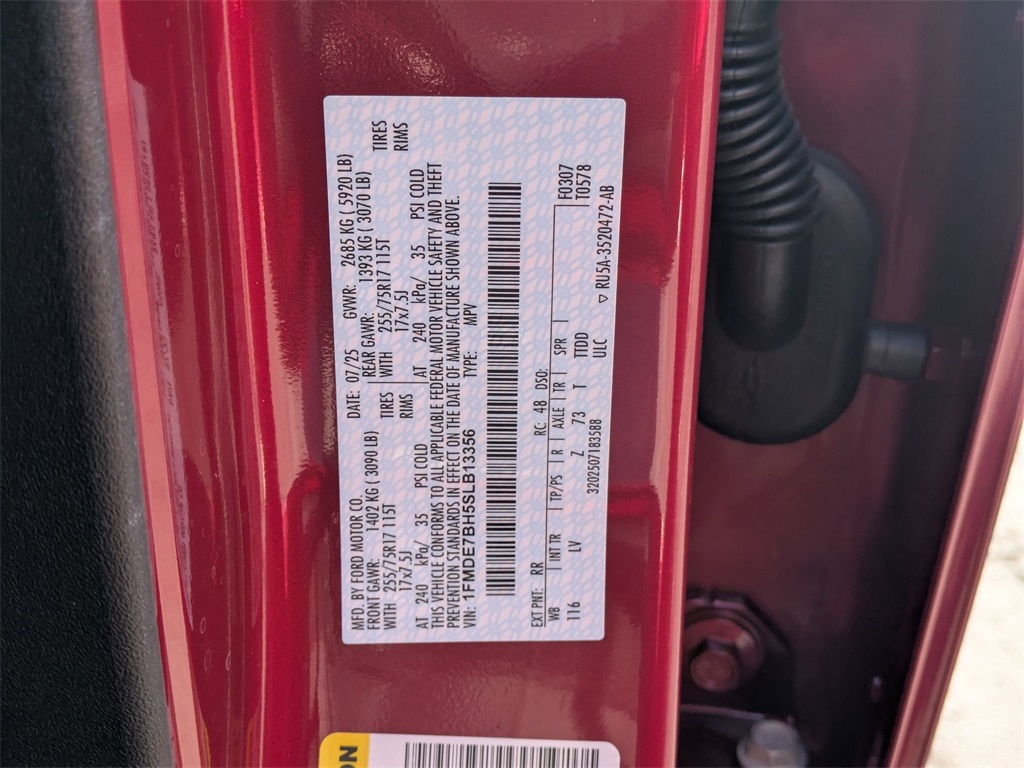 MFD. BY FORD MOTOR CO.
DATE: 07/25 GVWR: 2685 KG ( 5920 LB)
FRONT GAWR: 1402 KG ( 3090 LB) REAR GAWR: 1393 KG ( 3070 LB)
WITH 255/75R17 115T TIRES WITH 255/75R17 115T TIRES
17x7.5J RIMS 17x7.5J RIMS
AT 240 kPa/ 35 PSI COLD AT 240 kPa/ 35 PSI COLD
THIS VEHICLE CONFORMS TO ALL APPLICABLE FEDERAL MOTOR VEHICLE SAFETY AND THEFT
PREVENTION STANDARDS IN EFFECT ON THE DATE OF MANUFACTURE SHOWN ABOVE.
VIN: 1FMDE7BH5SLB13356 TYPE: MPV
EXT PNT: RR RC: 48 DSO: F0307
WB INT TR TP/PS R AXLE TR SPR T0578
116 LV Z 73 T TTDD
ULC
3202507183588 ▽ RU5A-3520472-AB
ON